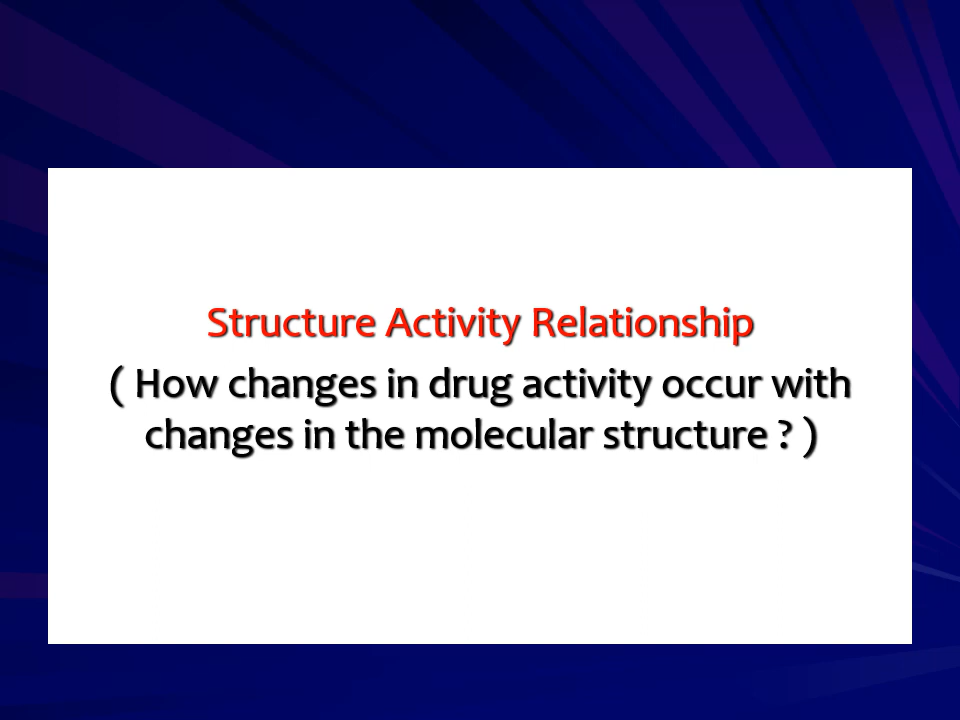 Structure Activity Relationship
( How changes in drug activity occur with
changes in the molecular structure ? )